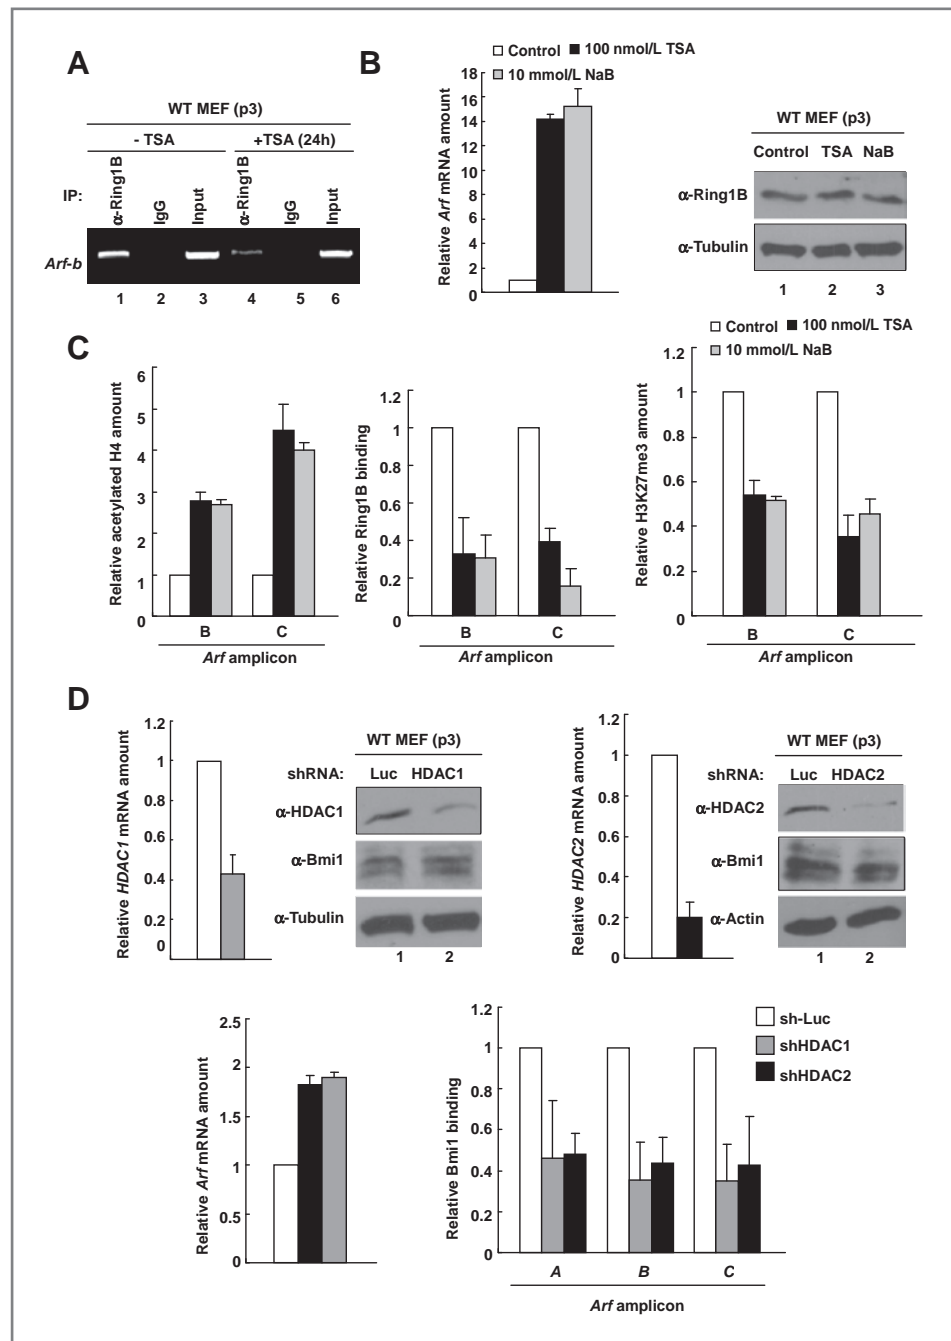 A
WT MEF (p3)
- TSA +TSA (24h)
IP: α-Ring1B IgG Input α-Ring1B IgG Input
Arf-b
1 2 3 4 5 6
B
Control 100 nmol/L TSA
10 mmol/L NaB
Relative Arf mRNA amount
18
16
14
12
10
8
6
4
2
0
WT MEF (p3)
Control TSA NaB
α-Ring1B
α-Tubulin
1 2 3
C
Relative acetylated H4 amount
6
5
4
3
2
1
0
B C
Arf amplicon
Relative Ring1B binding
1.2
1
0.8
0.6
0.4
0.2
0
B C
Arf amplicon
Control 100 nmol/L TSA
10 mmol/L NaB
Relative H3K27me3 amount
1.2
1
0.8
0.6
0.4
0.2
0
B C
Arf amplicon
D
Relative HDAC1 mRNA amount
1.2
1
0.8
0.6
0.4
0.2
0
WT MEF (p3)
shRNA: Luc HDAC1
α-HDAC1
α-Bmi1
α-Tubulin
1 2
Relative HDAC2 mRNA amount
1.2
1
0.8
0.6
0.4
0.2
0
WT MEF (p3)
shRNA: Luc HDAC2
α-HDAC2
α-Bmi1
α-Actin
1 2
Relative Arf mRNA amount
2.5
2
1.5
1
0.5
0
Relative Bmi1 binding
1.2
1
0.8
0.6
0.4
0.2
0
A B C
Arf amplicon
sh-Luc
shHDAC1
shHDAC2